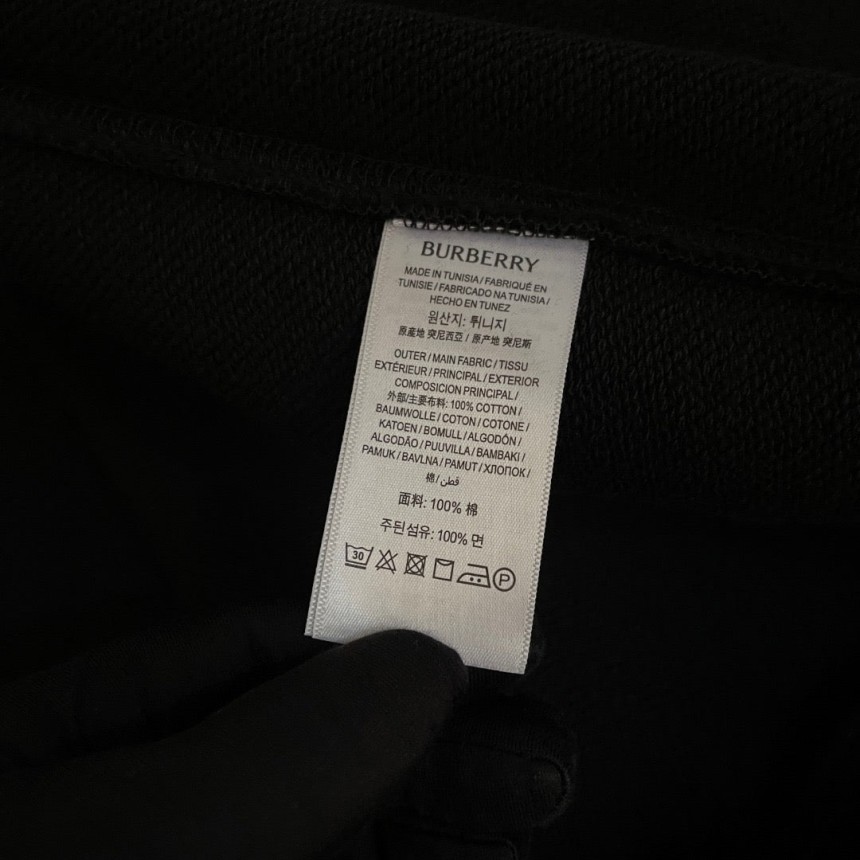 BURBERRY
MADE IN TUNISIA / FABRIQUÉ EN
TUNISIE / FABRICADO NA TUNISIA /
HECHO EN TUNEZ
원산지: 튀니지
原產地 突尼西亞 / 原产地 突尼斯
OUTER / MAIN FABRIC / TISSU
EXTÉRIEUR / PRINCIPAL / EXTERIOR
COMPOSICION PRINCIPAL /
外部/主要布料: 100% COTTON /
BAUMWOLLE / COTON / COTONE /
KATOEN / BOMULL / ALGODÓN /
ALGODÃO / PUUVILLA / BAMBAKI /
PAMUK / BAVLNA / PAMUT / ХЛОПОК /
棉 / قطن
面料: 100% 棉
주된섬유: 100% 면
30 P